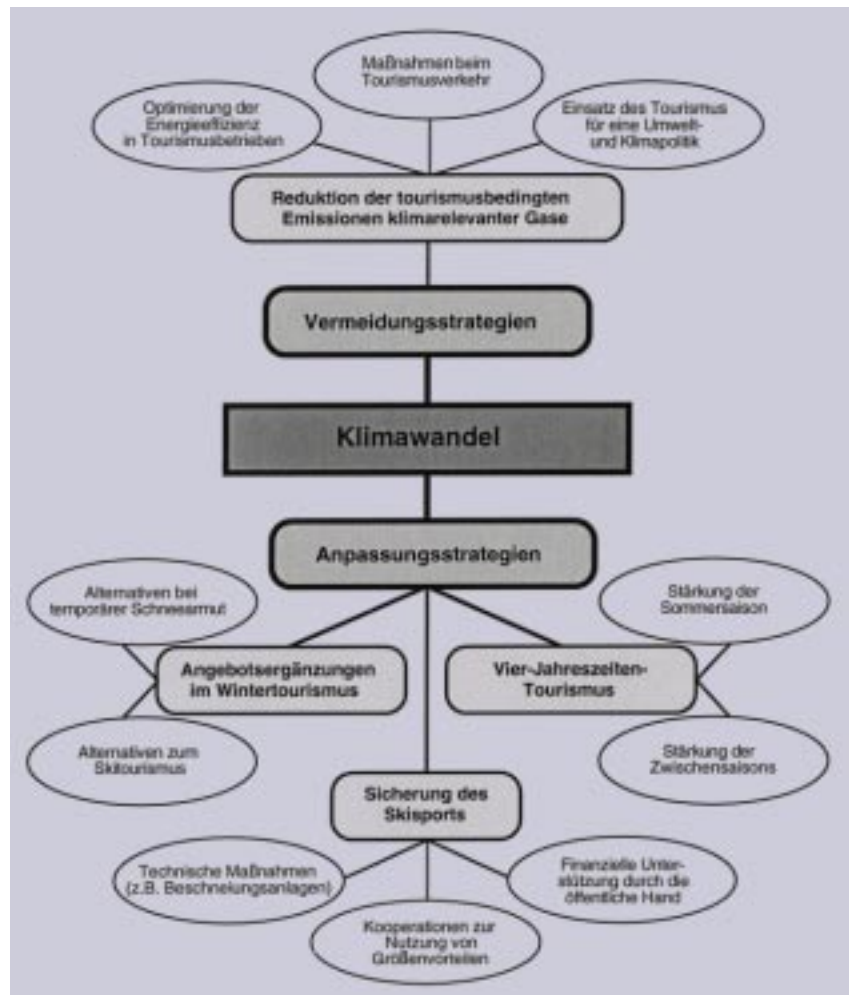 Maßnahmen beim
Tourismusverkehr
Optimierung der
Energieeffizienz
in Tourismusbetrieben
Einsatz des Tourismus
für eine Umwelt-
und Klimapolitik
Reduktion der tourismusbedingten
Emissionen klimarelevanter Gase
Vermeidungsstrategien
Klimawandel
Anpassungsstrategien
Alternativen bei
temporärer Schneearmut
Stärkung der
Sommersaison
Angebotsergänzungen
im Wintertourismus
Vier-Jahreszeiten-
Tourismus
Alternativen zum
Skitourismus
Stärkung der
Zwischensaisons
Sicherung des
Skisports
Technische Maßnahmen
(z.B. Beschneiungsanlagen)
Finanzielle Unter-
stützung durch die
öffentliche Hand
Kooperationen zur
Nutzung von
Größenvorteilen